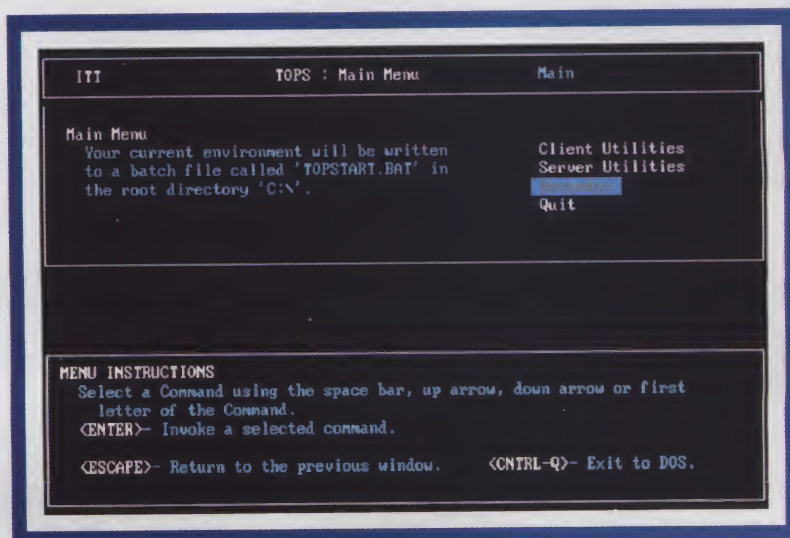 ITT TOPS : Main Menu Main
Main Menu
Your current environment will be written
to a batch file called 'TOPSTART.BAT' in
the root directory 'C:\'.
Client Utilities
Server Utilities
Quit
MENU INSTRUCTIONS
Select a Command using the space bar, up arrow, down arrow or first
letter of the Command.
<ENTER>- Invoke a selected command.
<ESCAPE>- Return to the previous window. <CNTRL-Q>- Exit to DOS.